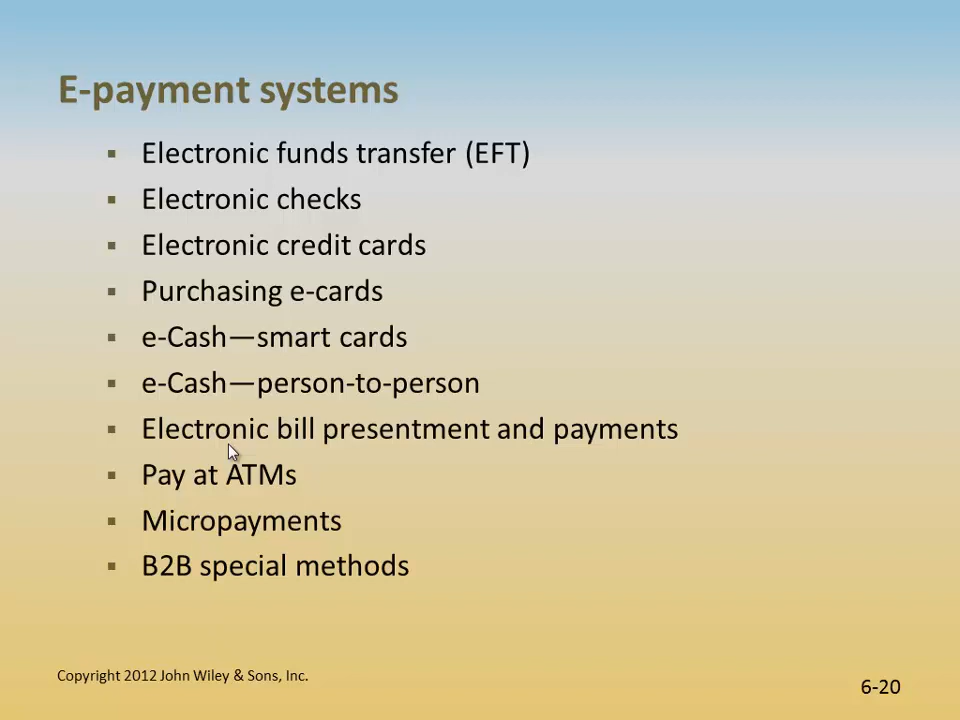 E-payment systems
▪ Electronic funds transfer (EFT)
▪ Electronic checks
▪ Electronic credit cards
▪ Purchasing e-cards
▪ e-Cash—smart cards
▪ e-Cash—person-to-person
▪ Electronic bill presentment and payments
▪ Pay at ATMs
▪ Micropayments
▪ B2B special methods
Copyright 2012 John Wiley & Sons, Inc.
6-20